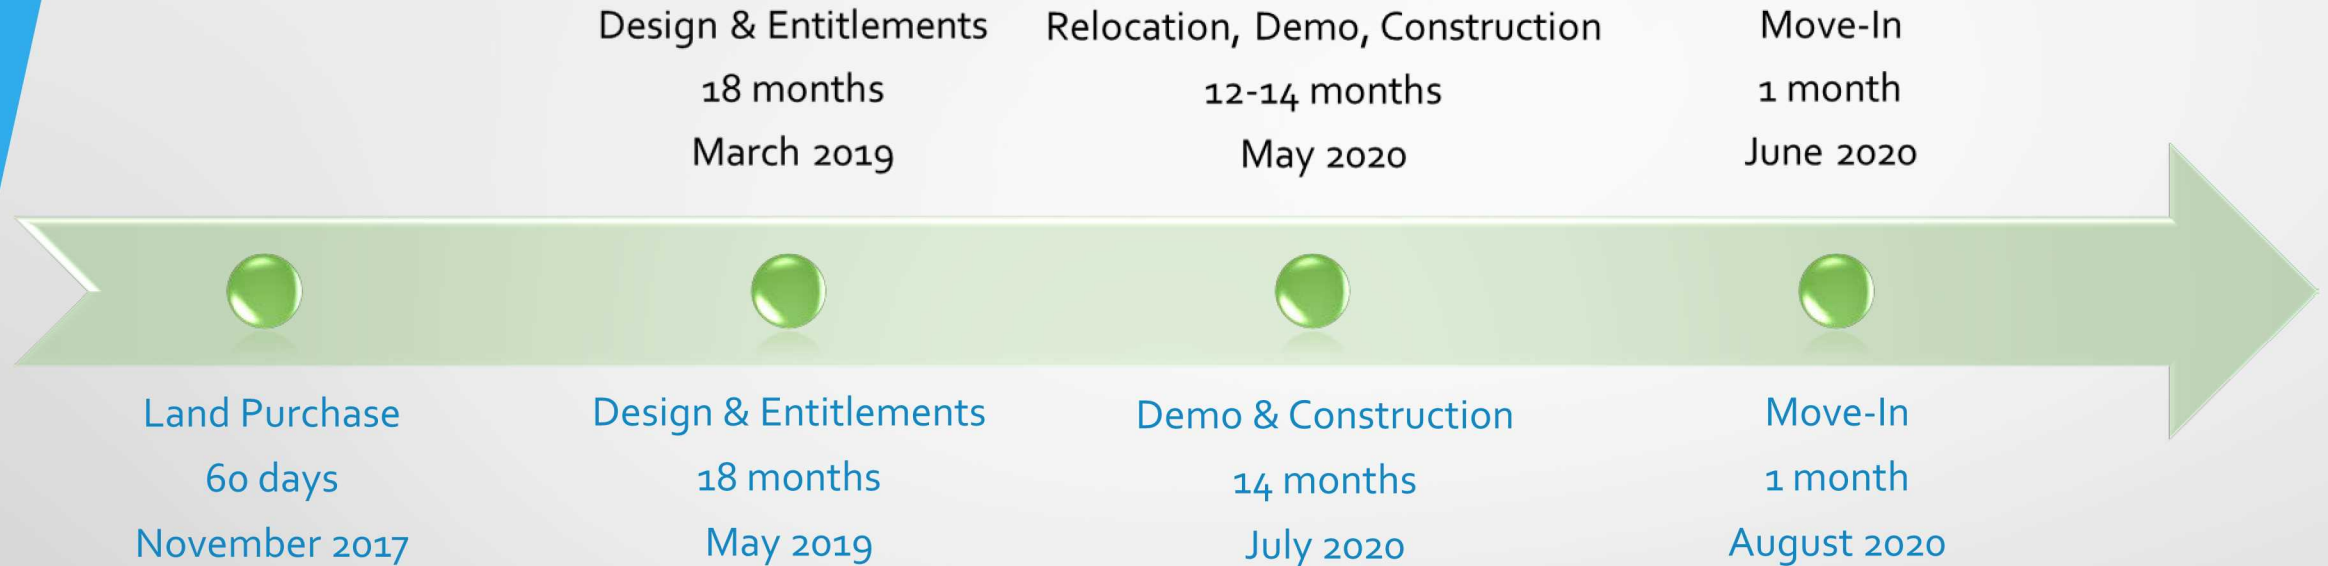 Design & Entitlements
18 months
March 2019
Relocation, Demo, Construction
12-14 months
May 2020
Move-In
1 month
June 2020
Land Purchase
60 days
November 2017
Design & Entitlements
18 months
May 2019
Demo & Construction
14 months
July 2020
Move-In
1 month
August 2020